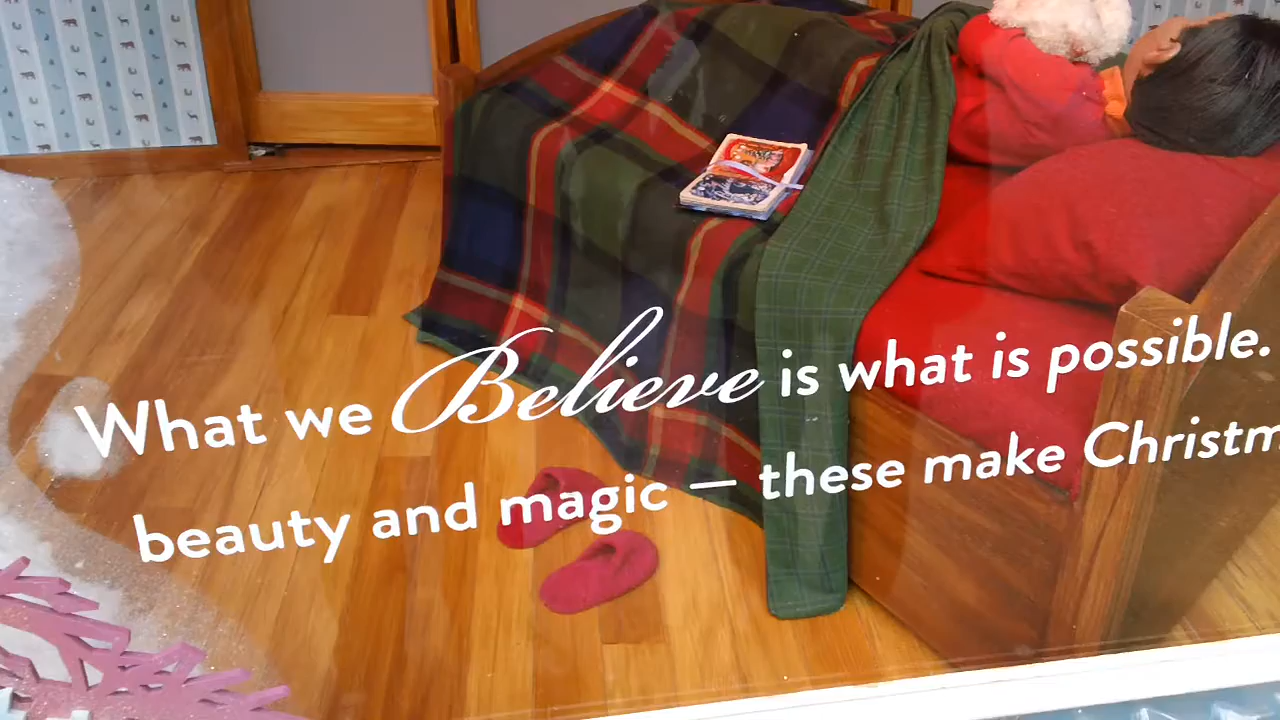 What we Believe is what is possible.
beauty and magic — these make Christm